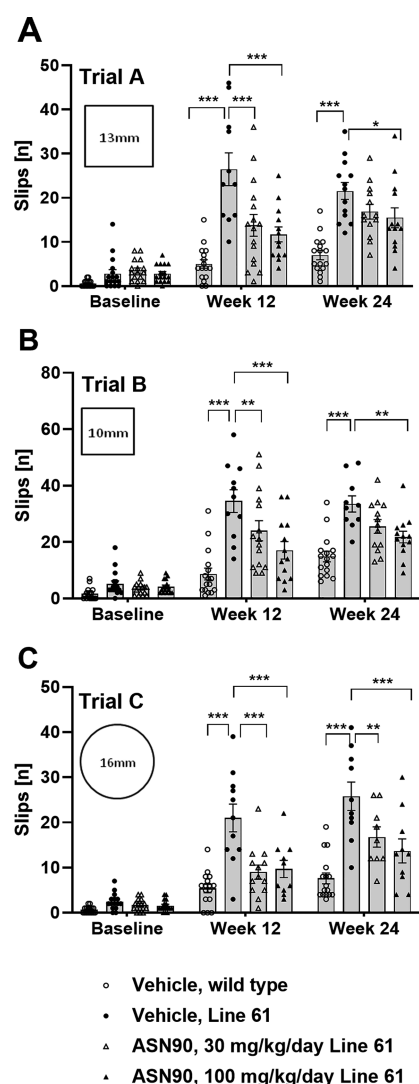 A
Trial A
13mm
Slips [n]
50
40
30
20
10
0
*** *** ***
*** *
Baseline Week 12 Week 24
B
Trial B
10mm
Slips [n]
80
60
40
20
0
*** ** ***
*** **
Baseline Week 12 Week 24
C
Trial C
16mm
Slips [n]
50
40
30
20
10
0
*** *** ***
*** ** ***
Baseline Week 12 Week 24
Vehicle, wild type
Vehicle, Line 61
ASN90, 30 mg/kg/day Line 61
ASN90, 100 mg/kg/day Line 61